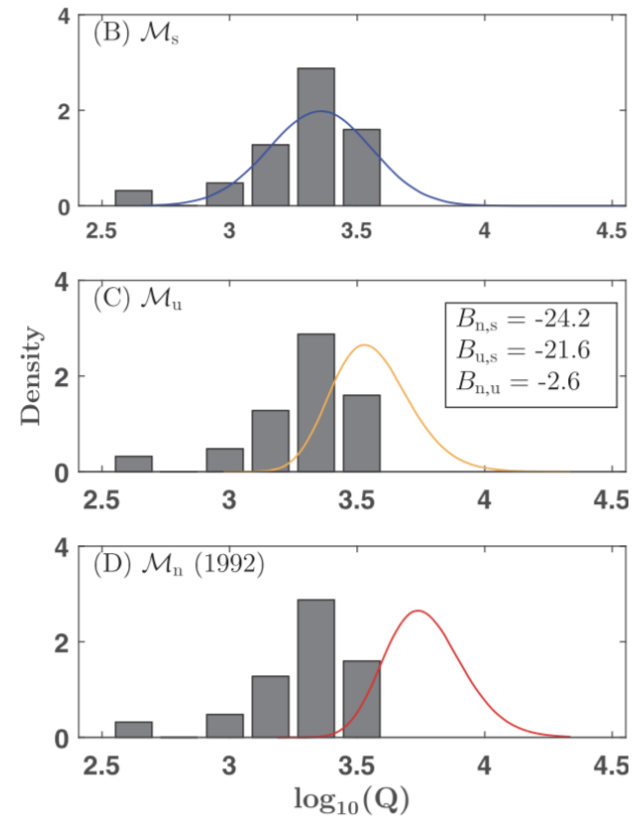 4
(B) ℳs
2
0
2.5 3 3.5 4 4.5
4
(C) ℳu
Bn,s = -24.2
Bu,s = -21.6
Bn,u = -2.6
Density
2
0
2.5 3 3.5 4 4.5
4
(D) ℳn (1992)
2
0
2.5 3 3.5 4 4.5
log10(Q)